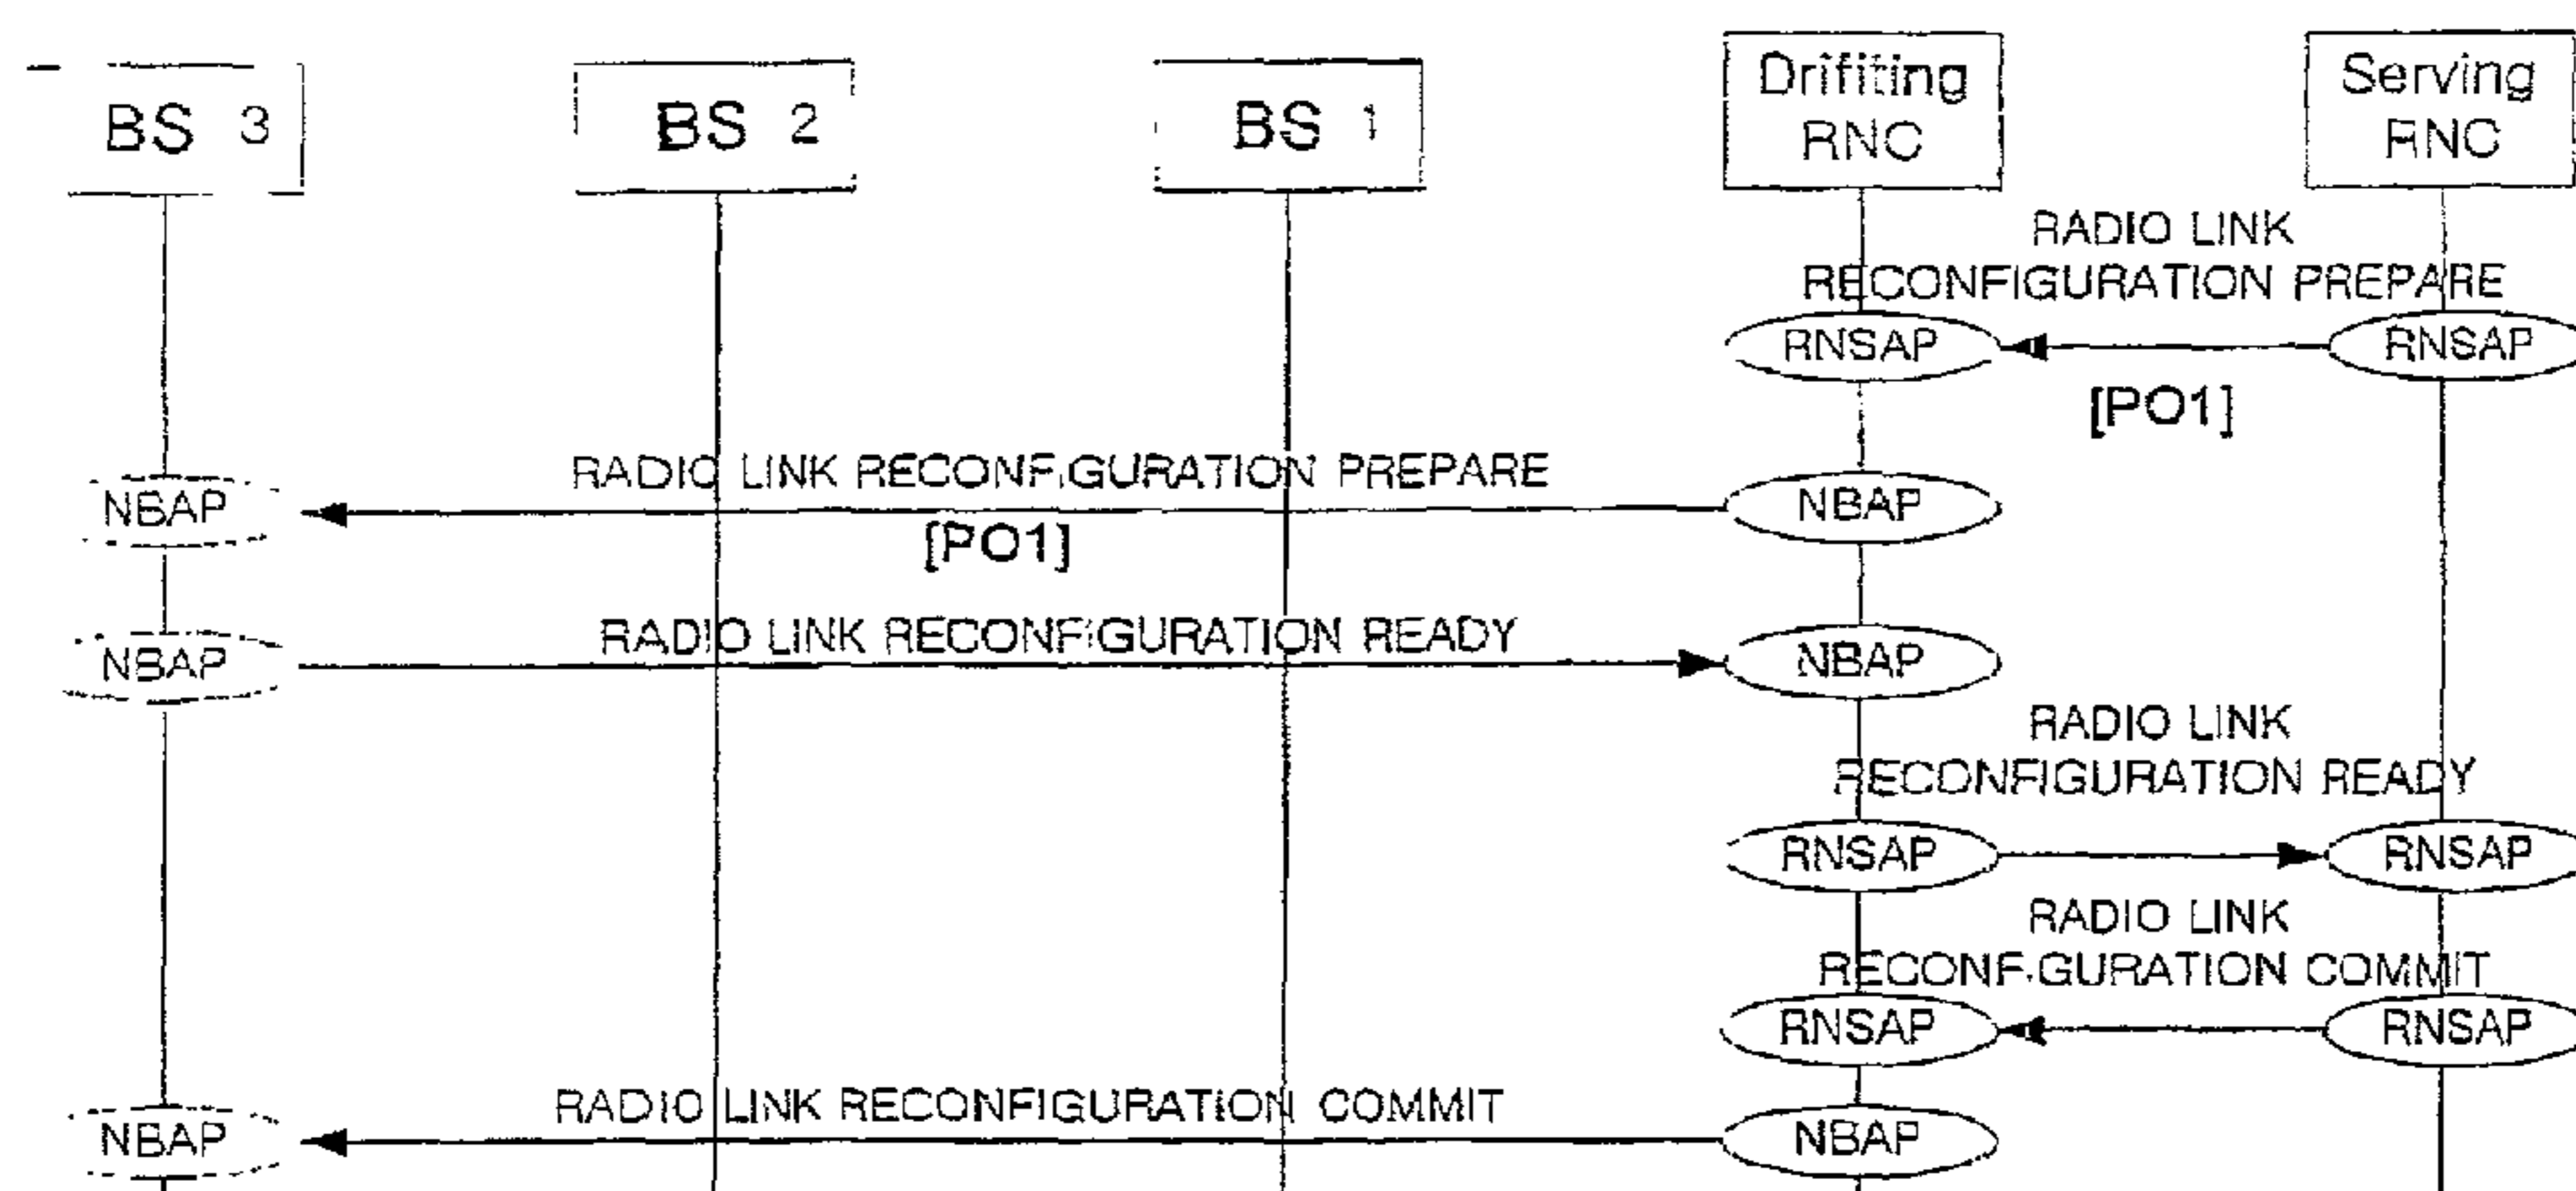 BS 3
BS 2
BS 1
Drifiting
RNC
Serving
RNC
RADIO LINK
RECONFIGURATION PREPARE
RNSAP
RNSAP
[PO1]
RADIO LINK RECONFIGURATION PREPARE
NBAP
NBAP
[PO1]
RADIO LINK RECONFIGURATION READY
NBAP
NBAP
RADIO LINK
RECONFIGURATION READY
RNSAP
RNSAP
RADIO LINK
RECONFIGURATION COMMIT
RNSAP
RNSAP
RADIO LINK RECONFIGURATION COMMIT
NBAP
NBAP